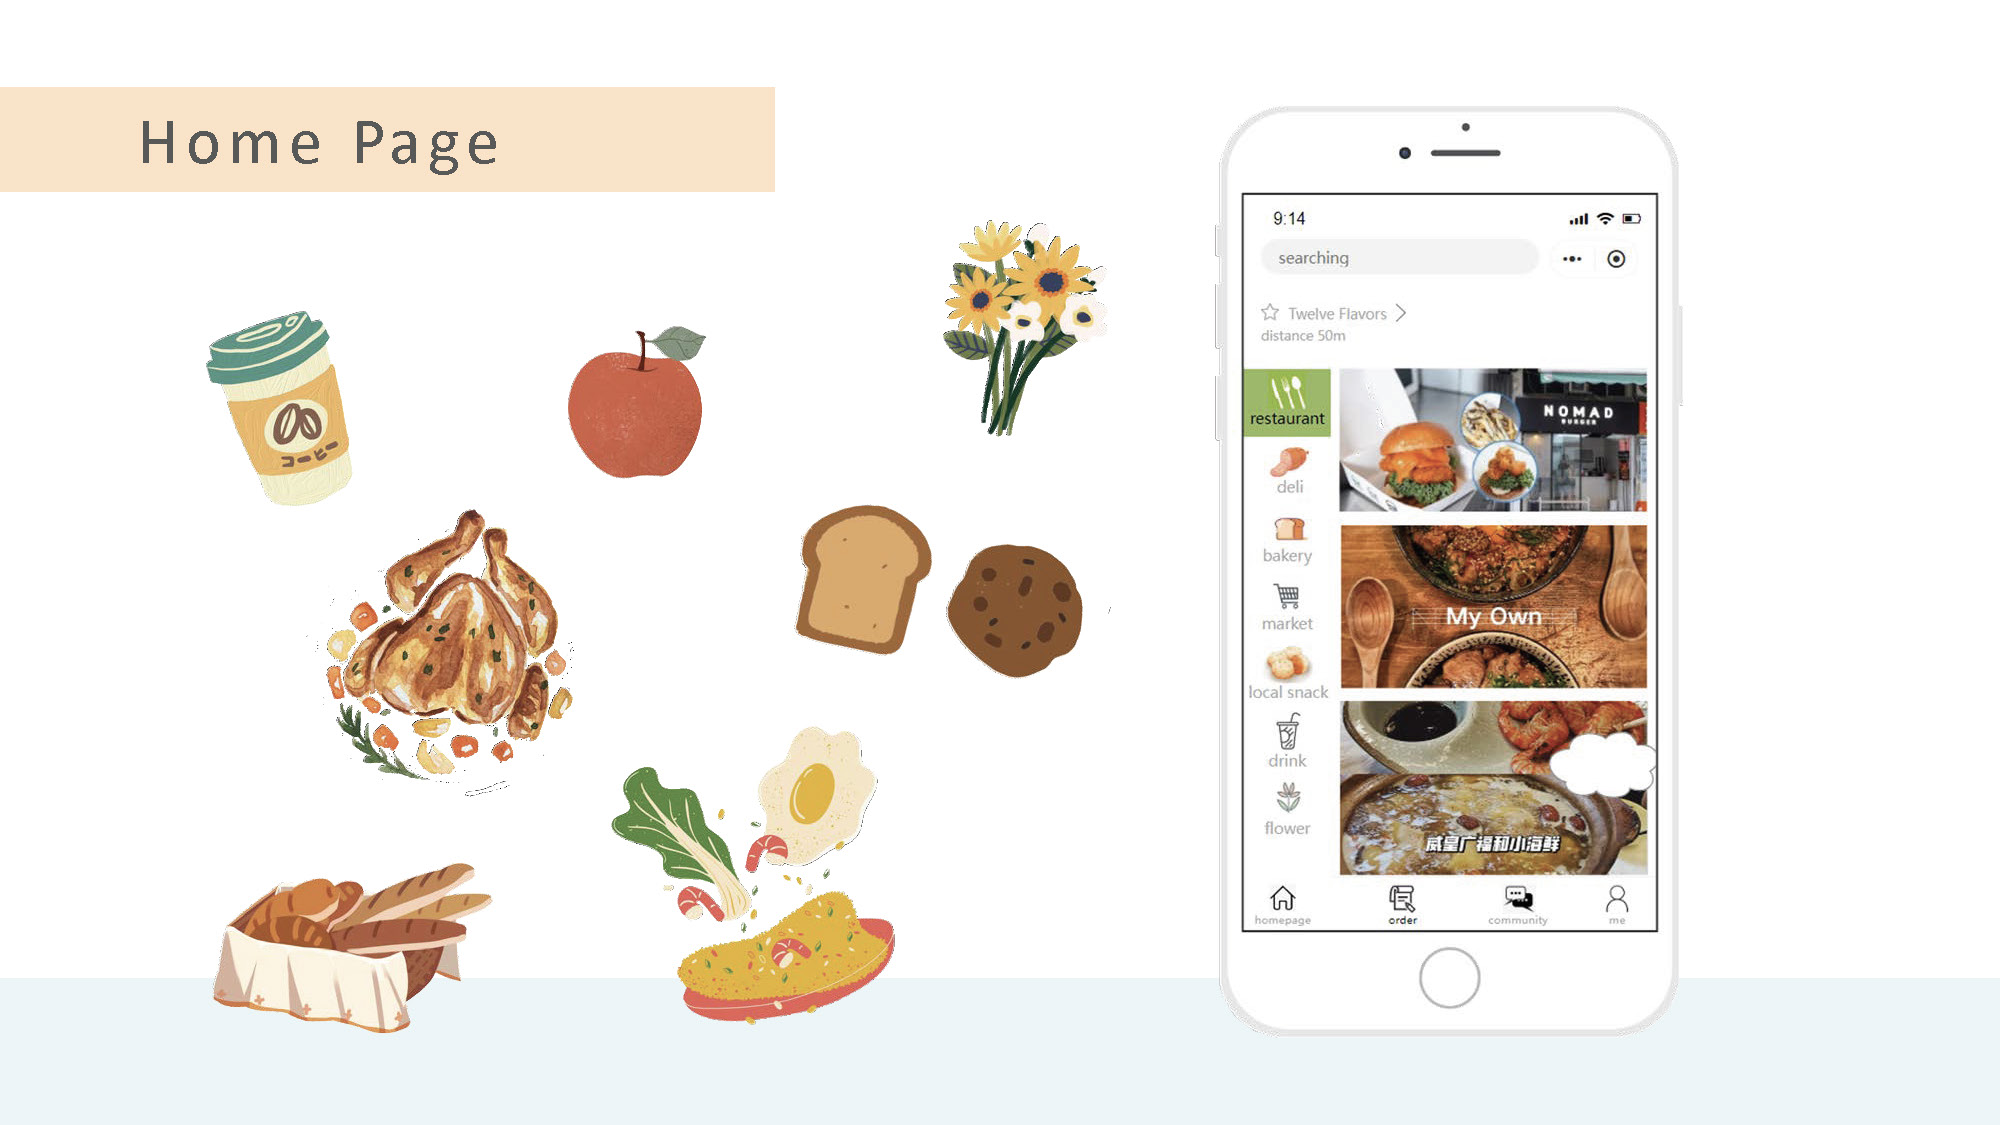 Home Page
コーヒー
9:14
searching
Twelve Flavors
distance 50m
restaurant
deli
bakery
market
local snack
drink
flower
NOMAD
BURGER
My Own
威呈广福和小海鲜
homepage
order
community
me